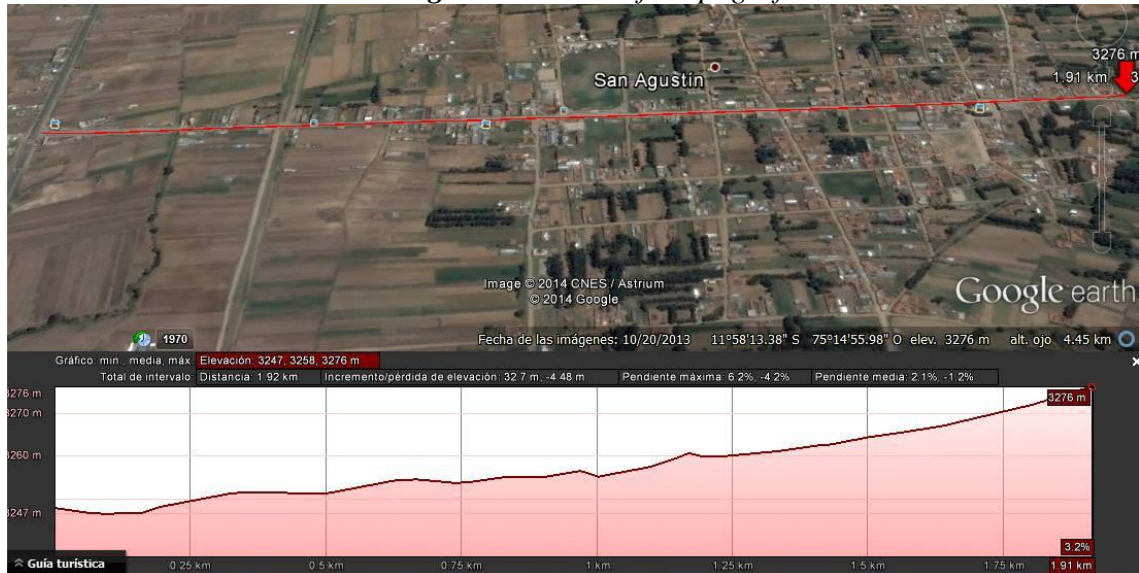 3276 m
San Agustín
1.91 km
Image © 2014 CNES / Astrium
© 2014 Google
Google earth
1970
Fecha de las imágenes: 10/20/2013 11°58'13.38" S 75°14'55.98" O elev. 3276 m alt. ojo 4.45 km
Gráfico: min., media, máx. Elevación: 3247, 3258, 3276 m
Total de intervalo: Distancia: 1.92 km Incremento/pérdida de elevación: 32.7 m, -4.48 m Pendiente máxima: 6.2%, -4.2% Pendiente media: 2.1%, -1.2%
3276 m
3276 m
3270 m
3260 m
3247 m
3.2%
Guía turística
0.25 km 0.5 km 0.75 km 1 km 1.25 km 1.5 km 1.75 km 1.91 km